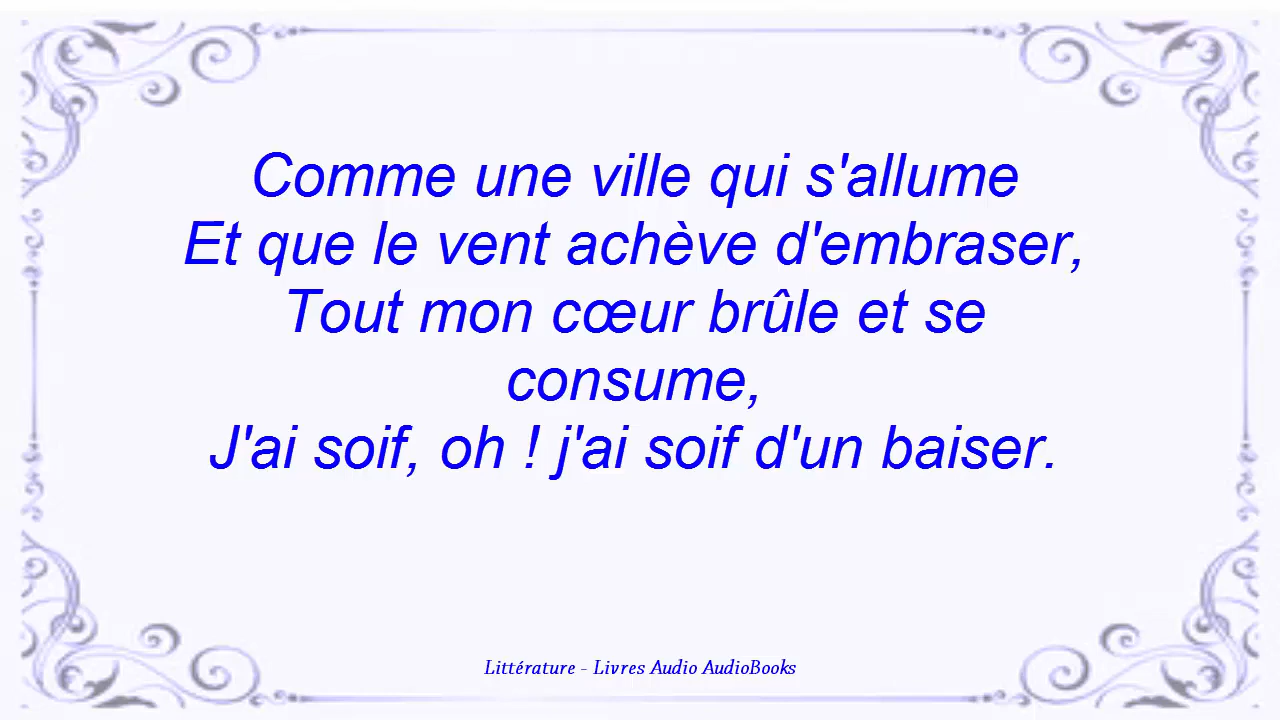 Comme une ville qui s'allume
Et que le vent achève d'embraser,
Tout mon cœur brûle et se
consume,
J'ai soif, oh ! j'ai soif d'un baiser.
Littérature - Livres Audio AudioBooks